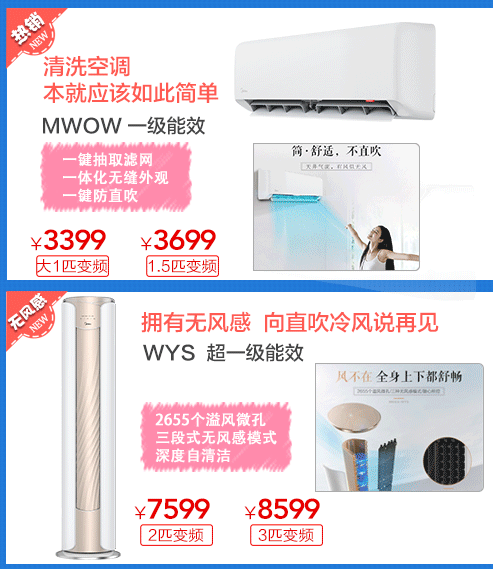 热销
NEW
清洗空调
本就应该如此简单
MWOW 一级能效
一键抽取滤网
一体化无缝外观
一键防直吹
简·舒适、不直吹
¥3399
¥3699
大1匹变频
1.5匹变频
无风感
NEW
拥有无风感 向直吹冷风说再见
WYS 超一级能效
风不在 全身上下都舒畅
2655个溢风微孔
三段式无风感模式
深度自清洁
¥7599
¥8599
2匹变频
3匹变频